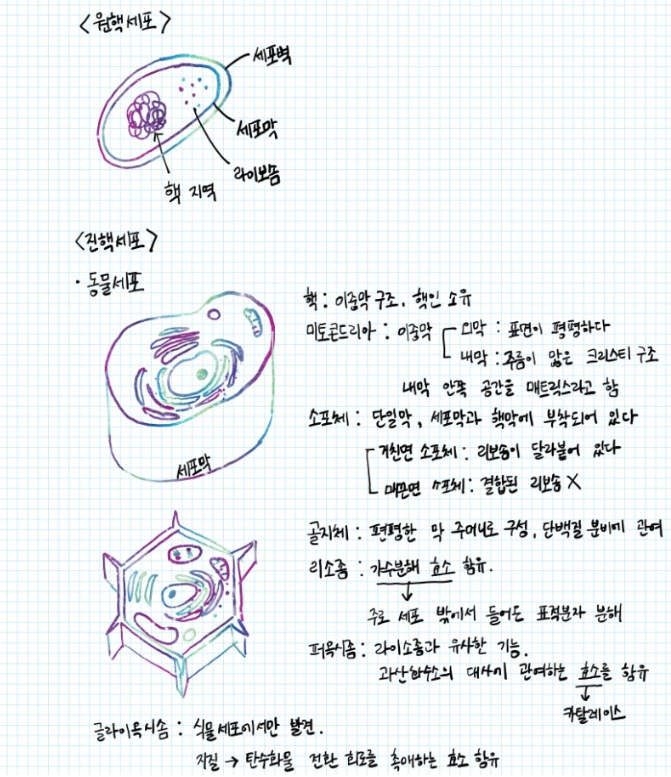 <원핵세포>
세포벽
세포막
라이보솜
핵 지역
<진핵세포>
· 동물세포
핵 : 이중막 구조, 핵인 소유
미토콘드리아 : 이중막
외막 : 표면이 평평하다
내막 : 주름이 많은 크리스티 구조
내막 안쪽 공간을 매트릭스라고 함
소포체 : 단일막, 세포막과 핵막에 부착되어 있다
거친면 소포체 : 리보솜이 달라붙어 있다
매끈면 소포체 : 결합된 리보솜 X
세포막
골지체 : 편평한 막 주머니로 구성, 단백질 분비에 관여
리소좀 : 가수분해 효소 함유.
주로 세포 밖에서 들어온 표적분자 분해
퍼옥시좀 : 라이소좀과 유사한 기능.
과산화수소의 대사에 관여하는 효소를 함유
카탈레이스
글라이옥시솜 : 식물세포에서만 발견.
지질 → 탄수화물 전환 회로를 촉매하는 효소 함유